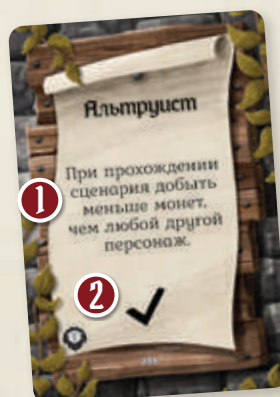 Альтруист
При прохождении
1 сценария добыть
меньше монет,
чем любой другой
персонаж.
2